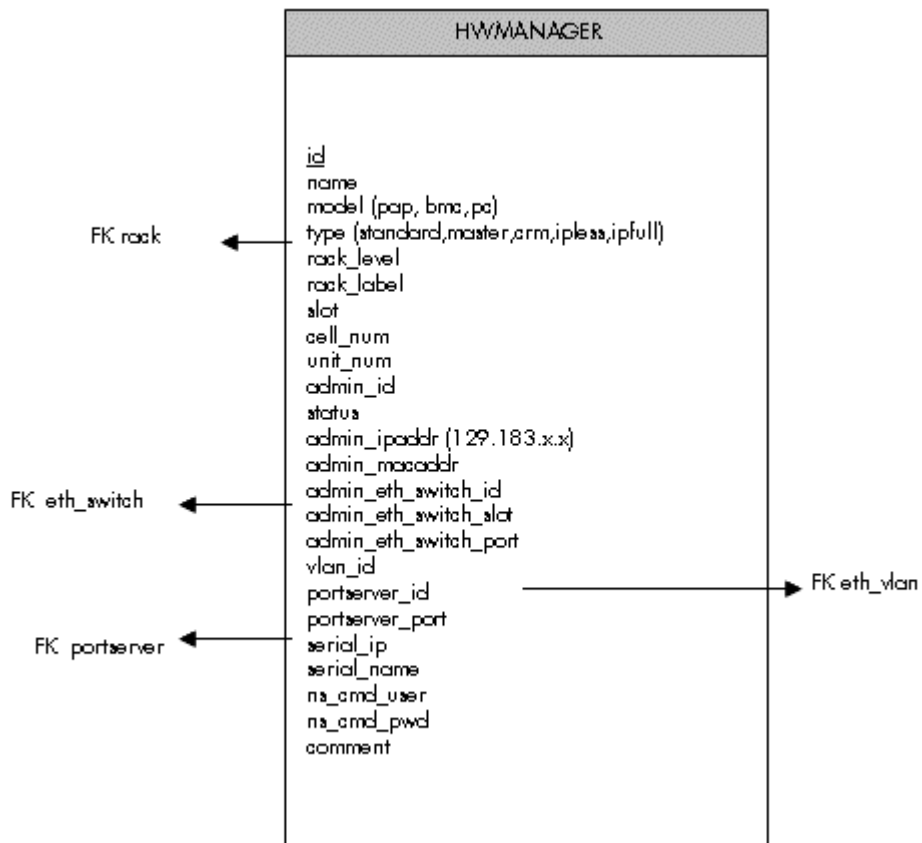 HWMANAGER
id
name
model (pap, bmc,pc)
type (standard,master,crm,ipless,ipfull)
FK rack
rack_level
rack_label
slot
cell_num
unit_num
admin_id
status
admin_ipaddr (129.183.x.x)
admin_macaddr
admin_eth_switch_id
FK eth_switch
admin_eth_switch_slot
admin_eth_switch_port
vlan_id
portserver_id
FK eth_vlan
portserver_port
FK portserver
serial_ip
serial_name
ns_cmd_user
ns_cmd_pwd
comment